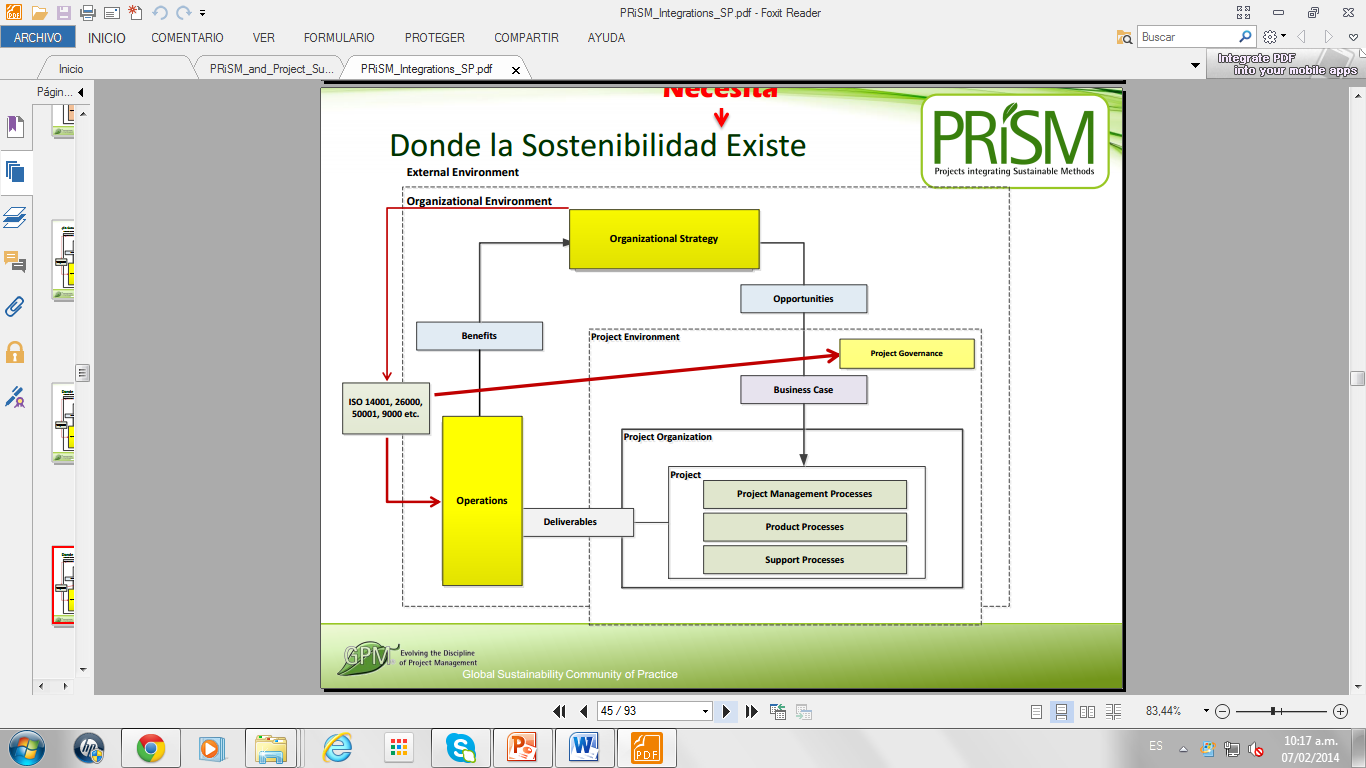 PRiSM_Integrations_SP.pdf - Foxit Reader
ARCHIVO INICIO COMENTARIO VER FORMULARIO PROTEGER COMPARTIR AYUDA
Buscar
Inicio PRiSM_and_Project_Su... PRiSM_Integrations_SP.pdf
Integrate PDF
into your mobile apps
Págin...
Necesita
Donde la Sostenibilidad Existe
PRiSM
Projects integrating Sustainable Methods
External Environment
Organizational Environment
Organizational Strategy
Opportunities
Benefits
Project Environment
Project Governance
Business Case
ISO 14001, 26000,
50001, 9000 etc.
Project Organization
Project
Project Management Processes
Operations
Deliverables
Product Processes
Support Processes
GPM
Evolving the Discipline
of Project Management
Global Sustainability Community of Practice
45 / 93
83,44%
ES
10:17 a.m.
07/02/2014